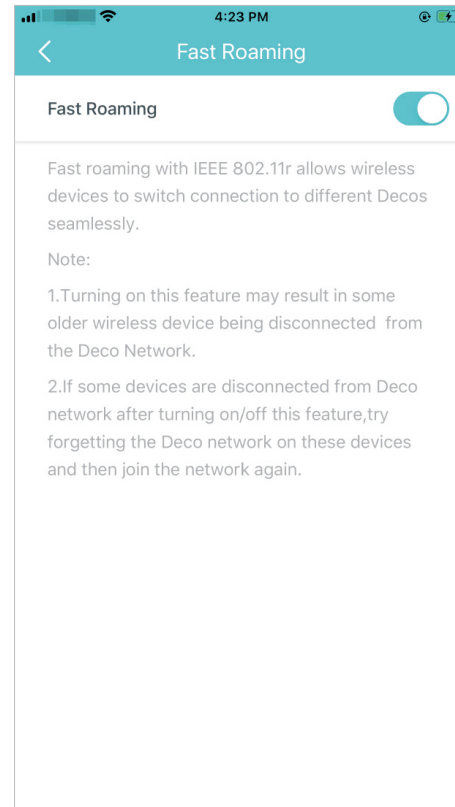 4:23 PM
Fast Roaming
Fast Roaming
Fast roaming with IEEE 802.11r allows wireless
devices to switch connection to different Decos
seamlessly.
Note:
1.Turning on this feature may result in some
older wireless device being disconnected  from
the Deco Network.
2.If some devices are disconnected from Deco
network after turning on/off this feature,try
forgetting the Deco network on these devices
and then join the network again.